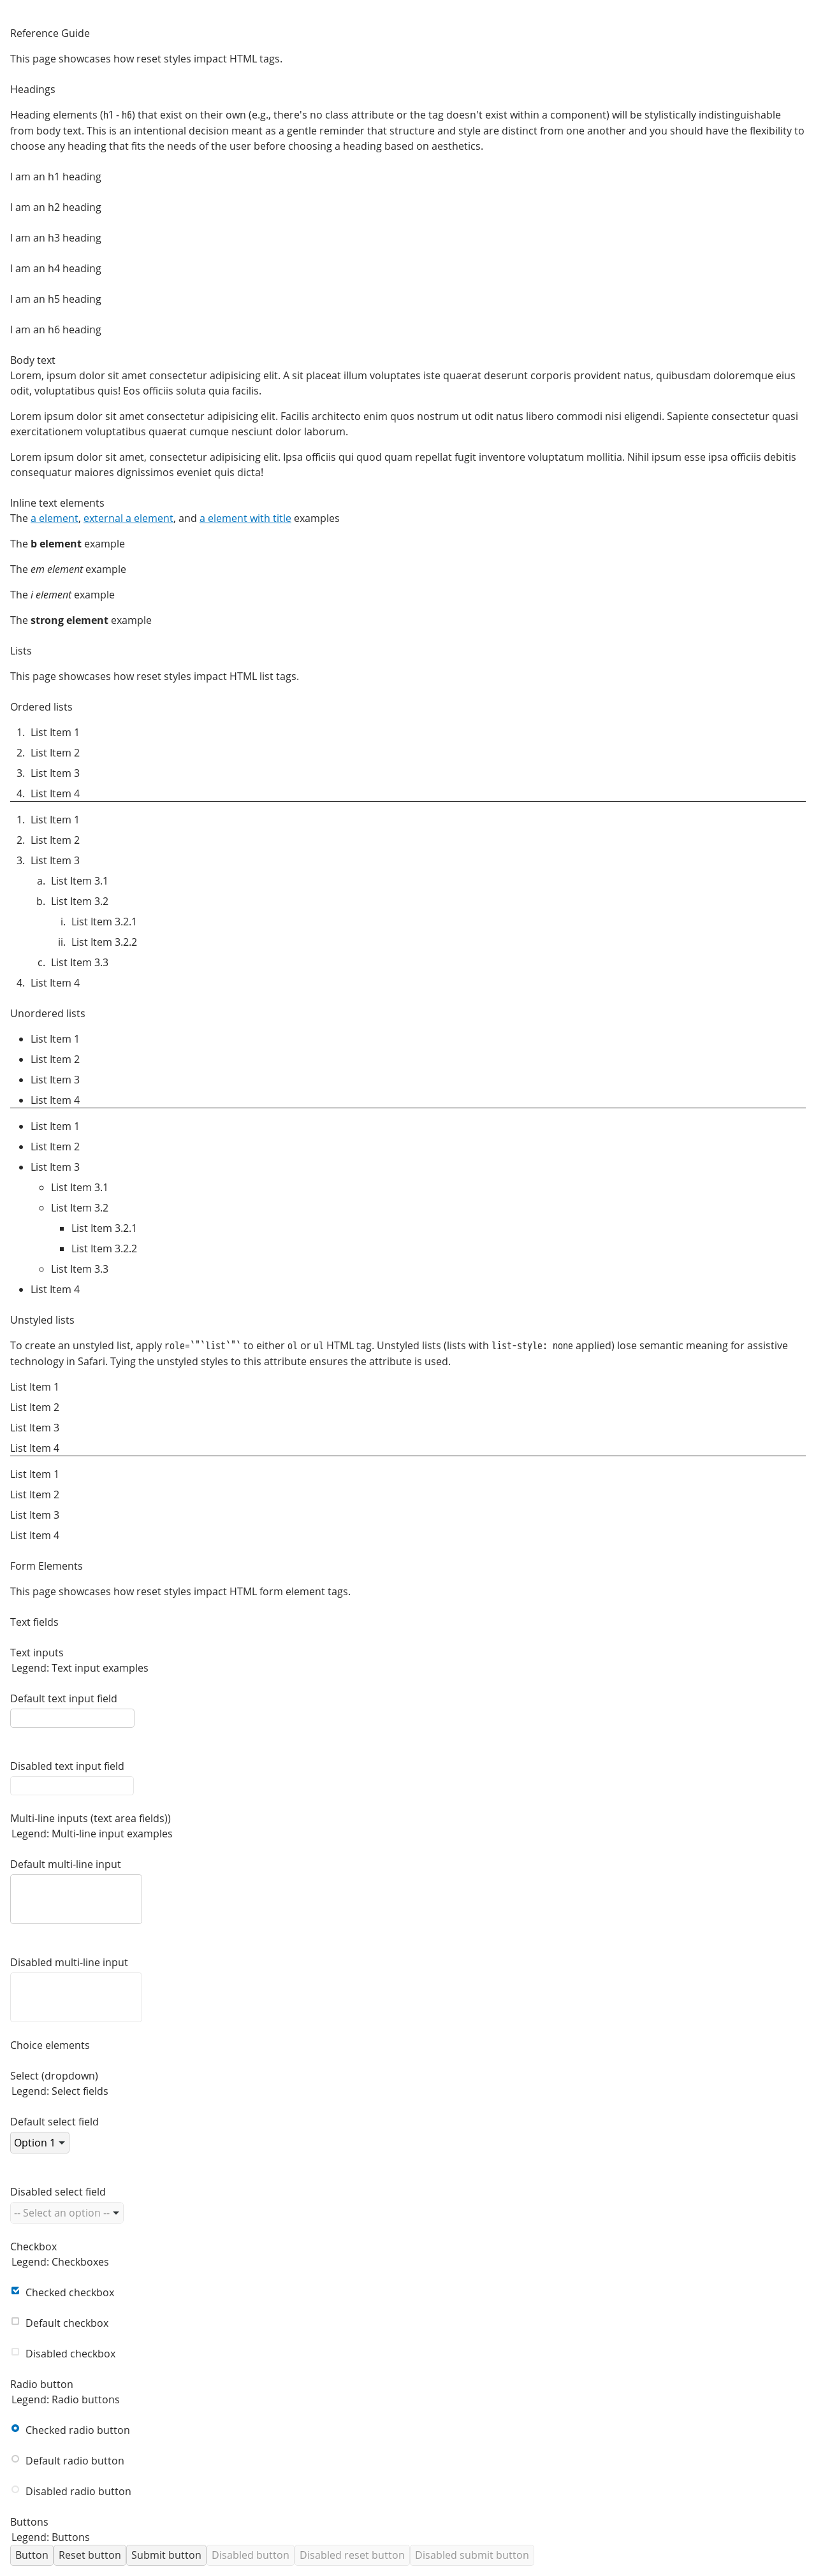 Reference Guide
This page showcases how reset styles impact HTML tags.
Headings
Heading elements (h1 - h6) that exist on their own (e.g., there's no class attribute or the tag doesn't exist within a component) will be stylistically indistinguishable
from body text. This is an intentional decision meant as a gentle reminder that structure and style are distinct from one another and you should have the flexibility to
choose any heading that fits the needs of the user before choosing a heading based on aesthetics.
I am an h1 heading
I am an h2 heading
I am an h3 heading
I am an h4 heading
I am an h5 heading
I am an h6 heading
Body text
Lorem, ipsum dolor sit amet consectetur adipisicing elit. A sit placeat illum voluptates iste quaerat deserunt corporis provident natus, quibusdam doloremque eius
odit, voluptatibus quis! Eos officiis soluta quia facilis.
Lorem ipsum dolor sit amet consectetur adipisicing elit. Facilis architecto enim quos nostrum ut odit natus libero commodi nisi eligendi. Sapiente consectetur quasi
exercitationem voluptatibus quaerat cumque nesciunt dolor laborum.
Lorem ipsum dolor sit amet, consectetur adipisicing elit. Ipsa officiis qui quod quam repellat fugit inventore voluptatum mollitia. Nihil ipsum esse ipsa officiis debitis
consequatur maiores dignissimos eveniet quis dicta!
Inline text elements
The a element, external a element, and a element with title examples
The b element example
The em element example
The i element example
The strong element example
Lists
This page showcases how reset styles impact HTML list tags.
Ordered lists
1. List Item 1
2. List Item 2
3. List Item 3
4. List Item 4
1. List Item 1
2. List Item 2
3. List Item 3
a. List Item 3.1
b. List Item 3.2
i. List Item 3.2.1
ii. List Item 3.2.2
c. List Item 3.3
4. List Item 4
Unordered lists
• List Item 1
• List Item 2
• List Item 3
• List Item 4
• List Item 1
• List Item 2
• List Item 3
◦ List Item 3.1
◦ List Item 3.2
▪ List Item 3.2.1
▪ List Item 3.2.2
◦ List Item 3.3
• List Item 4
Unstyled lists
To create an unstyled list, apply role=`"`list`"` to either ol or ul HTML tag. Unstyled lists (lists with list-style: none applied) lose semantic meaning for assistive
technology in Safari. Tying the unstyled styles to this attribute ensures the attribute is used.
List Item 1
List Item 2
List Item 3
List Item 4
List Item 1
List Item 2
List Item 3
List Item 4
Form Elements
This page showcases how reset styles impact HTML form element tags.
Text fields
Text inputs
Legend: Text input examples
Default text input field
Disabled text input field
Multi-line inputs (text area fields))
Legend: Multi-line input examples
Default multi-line input
Disabled multi-line input
Choice elements
Select (dropdown)
Legend: Select fields
Default select field
Option 1
Disabled select field
-- Select an option --
Checkbox
Legend: Checkboxes
Checked checkbox
Default checkbox
Disabled checkbox
Radio button
Legend: Radio buttons
Checked radio button
Default radio button
Disabled radio button
Buttons
Legend: Buttons
Button Reset button Submit button Disabled button Disabled reset button Disabled submit button